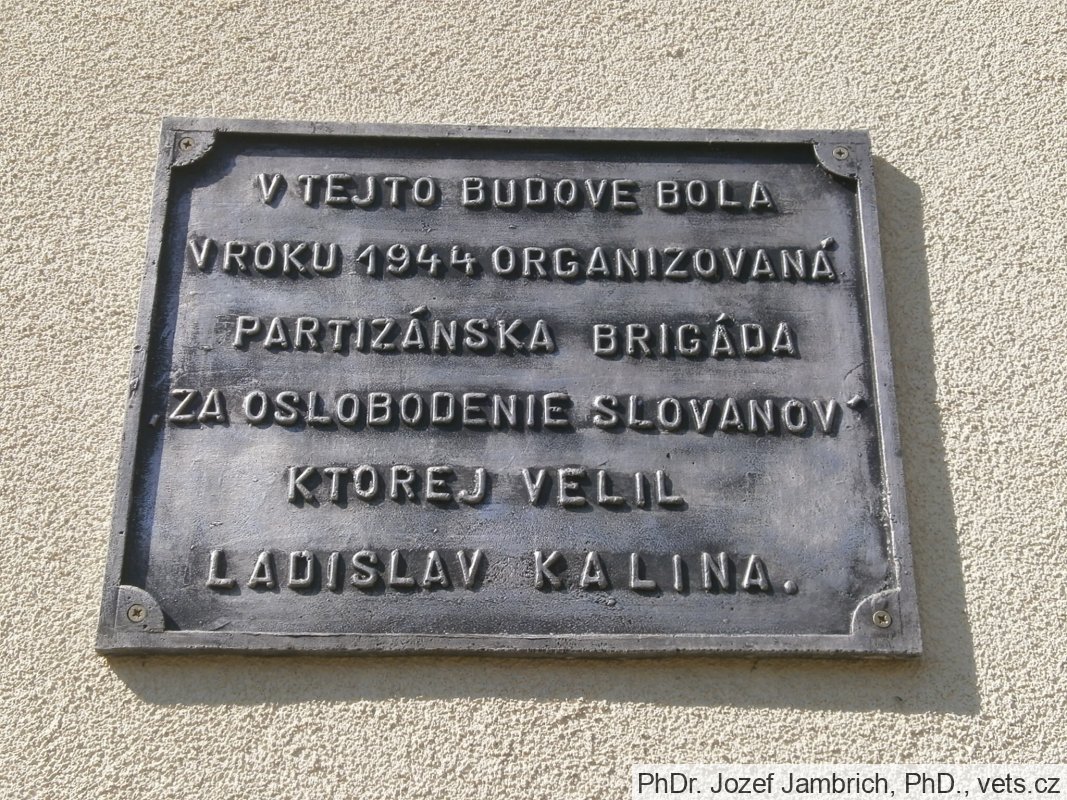 V TEJTO BUDOVE BOLA
V ROKU 1944 ORGANIZOVANÁ
PARTIZÁNSKA BRIGÁDA
‚ZA OSLOBODENIE SLOVANOV‘
KTOREJ VELIL
LADISLAV KALINA.
PhDr. Jozef Jambrich, PhD., vets.cz